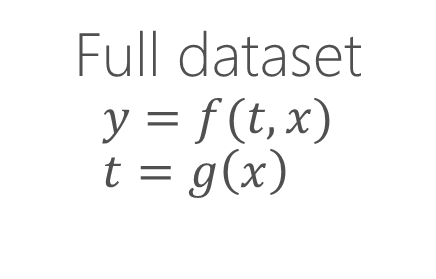 Full dataset
y = f(t, x)
t = g(x)